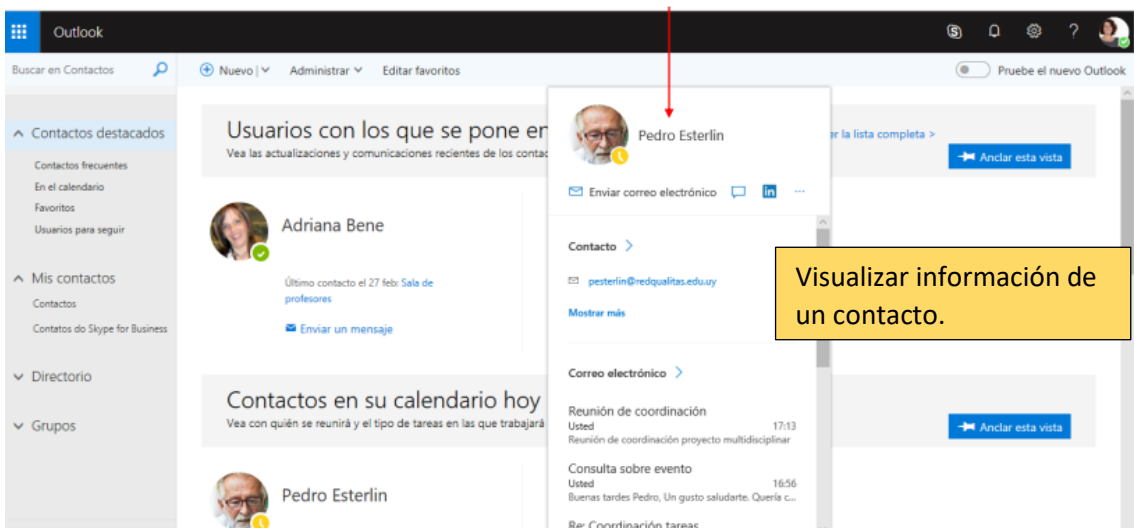 Outlook
Buscar en Contactos
Nuevo
Administrar
Editar favoritos
Pruebe el nuevo Outlook
Contactos destacados
Contactos frecuentes
En el calendario
Favoritos
Usuarios para seguir
Mis contactos
Contactos
Contatos do Skype for Business
Directorio
Grupos
Usuarios con los que se pone en
Vea las actualizaciones y comunicaciones recientes de los contac
er la lista completa >
Anclar esta vista
Adriana Bene
Último contacto el 27 feb: Sala de
profesores
Enviar un mensaje
Contactos en su calendario hoy
Vea con quién se reunirá y el tipo de tareas en las que trabajará
Anclar esta vista
Pedro Esterlin
Pedro Esterlin
Enviar correo electrónico
in
...
Contacto >
pesterlin@redqualitas.edu.uy
Mostrar más
Correo electrónico >
Reunión de coordinación
Usted 17:13
Reunión de coordinación proyecto multidisciplinar
Consulta sobre evento
Usted 16:56
Buenas tardes Pedro, Un gusto saludarte. Quería c...
Re: Coordinación tareas
Visualizar información de
un contacto.